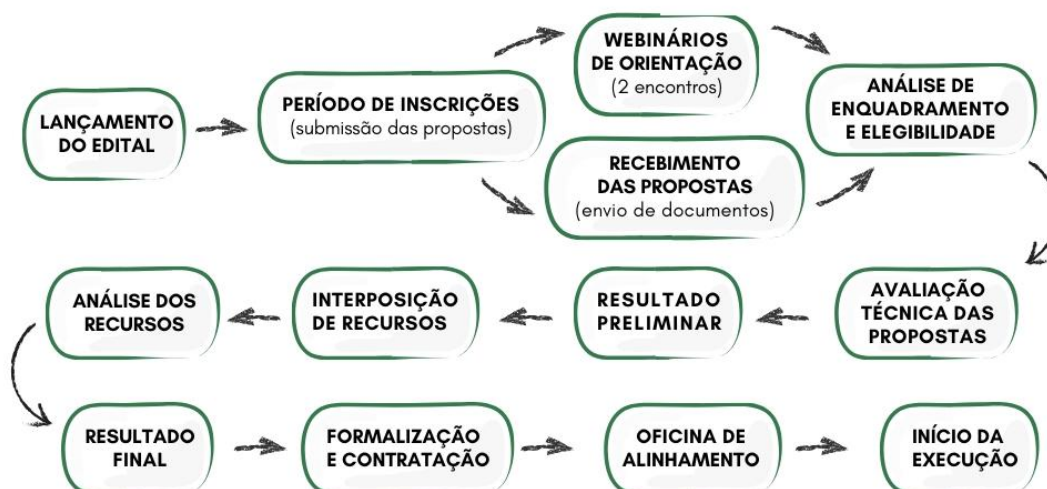 LANÇAMENTO
DO EDITAL
PERÍODO DE INSCRIÇÕES
(submissão das propostas)
WEBINÁRIOS
DE ORIENTAÇÃO
(2 encontros)
RECEBIMENTO
DAS PROPOSTAS
(envio de documentos)
ANÁLISE DE
ENQUADRAMENTO
E ELEGIBILIDADE
AVALIAÇÃO
TÉCNICA DAS
PROPOSTAS
RESULTADO
PRELIMINAR
INTERPOSIÇÃO
DE RECURSOS
ANÁLISE DOS
RECURSOS
RESULTADO
FINAL
FORMALIZAÇÃO
E CONTRATAÇÃO
OFICINA DE
ALINHAMENTO
INÍCIO DA
EXECUÇÃO